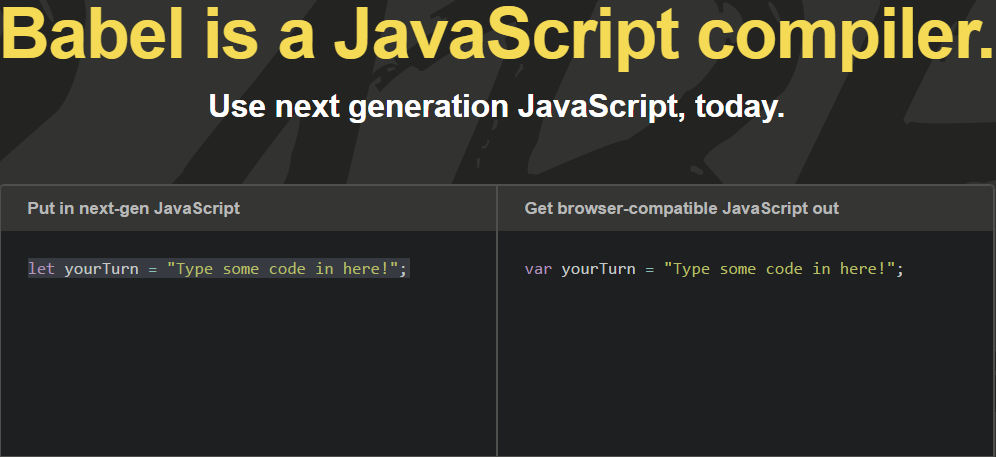 Babel is a JavaScript compiler.
Use next generation JavaScript, today.
Put in next-gen JavaScript
Get browser-compatible JavaScript out
let yourTurn = "Type some code in here!";
var yourTurn = "Type some code in here!";